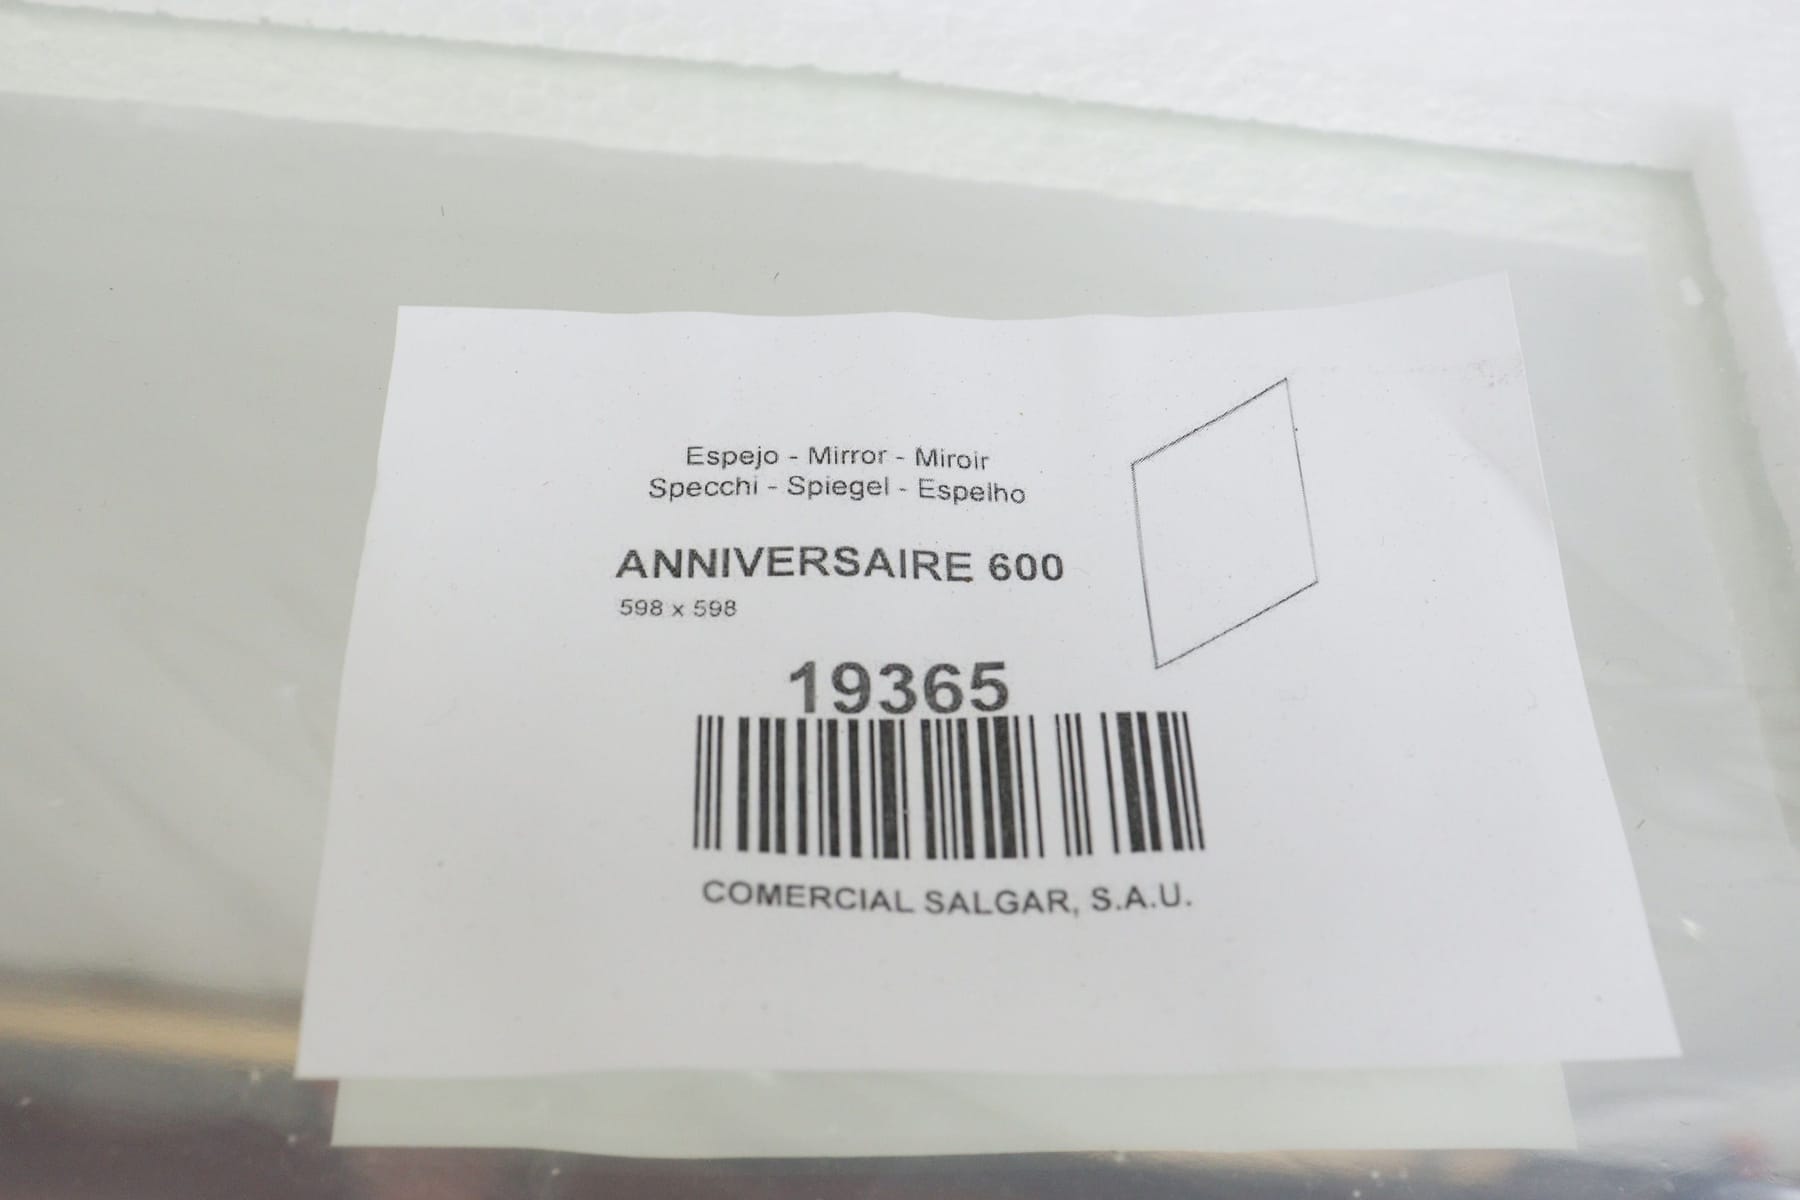 Espejo - Mirror - Miroir
Specchi - Spiegel - Espelho
ANNIVERSAIRE 600
598 x 598
19365
COMERCIAL SALGAR, S.A.U.